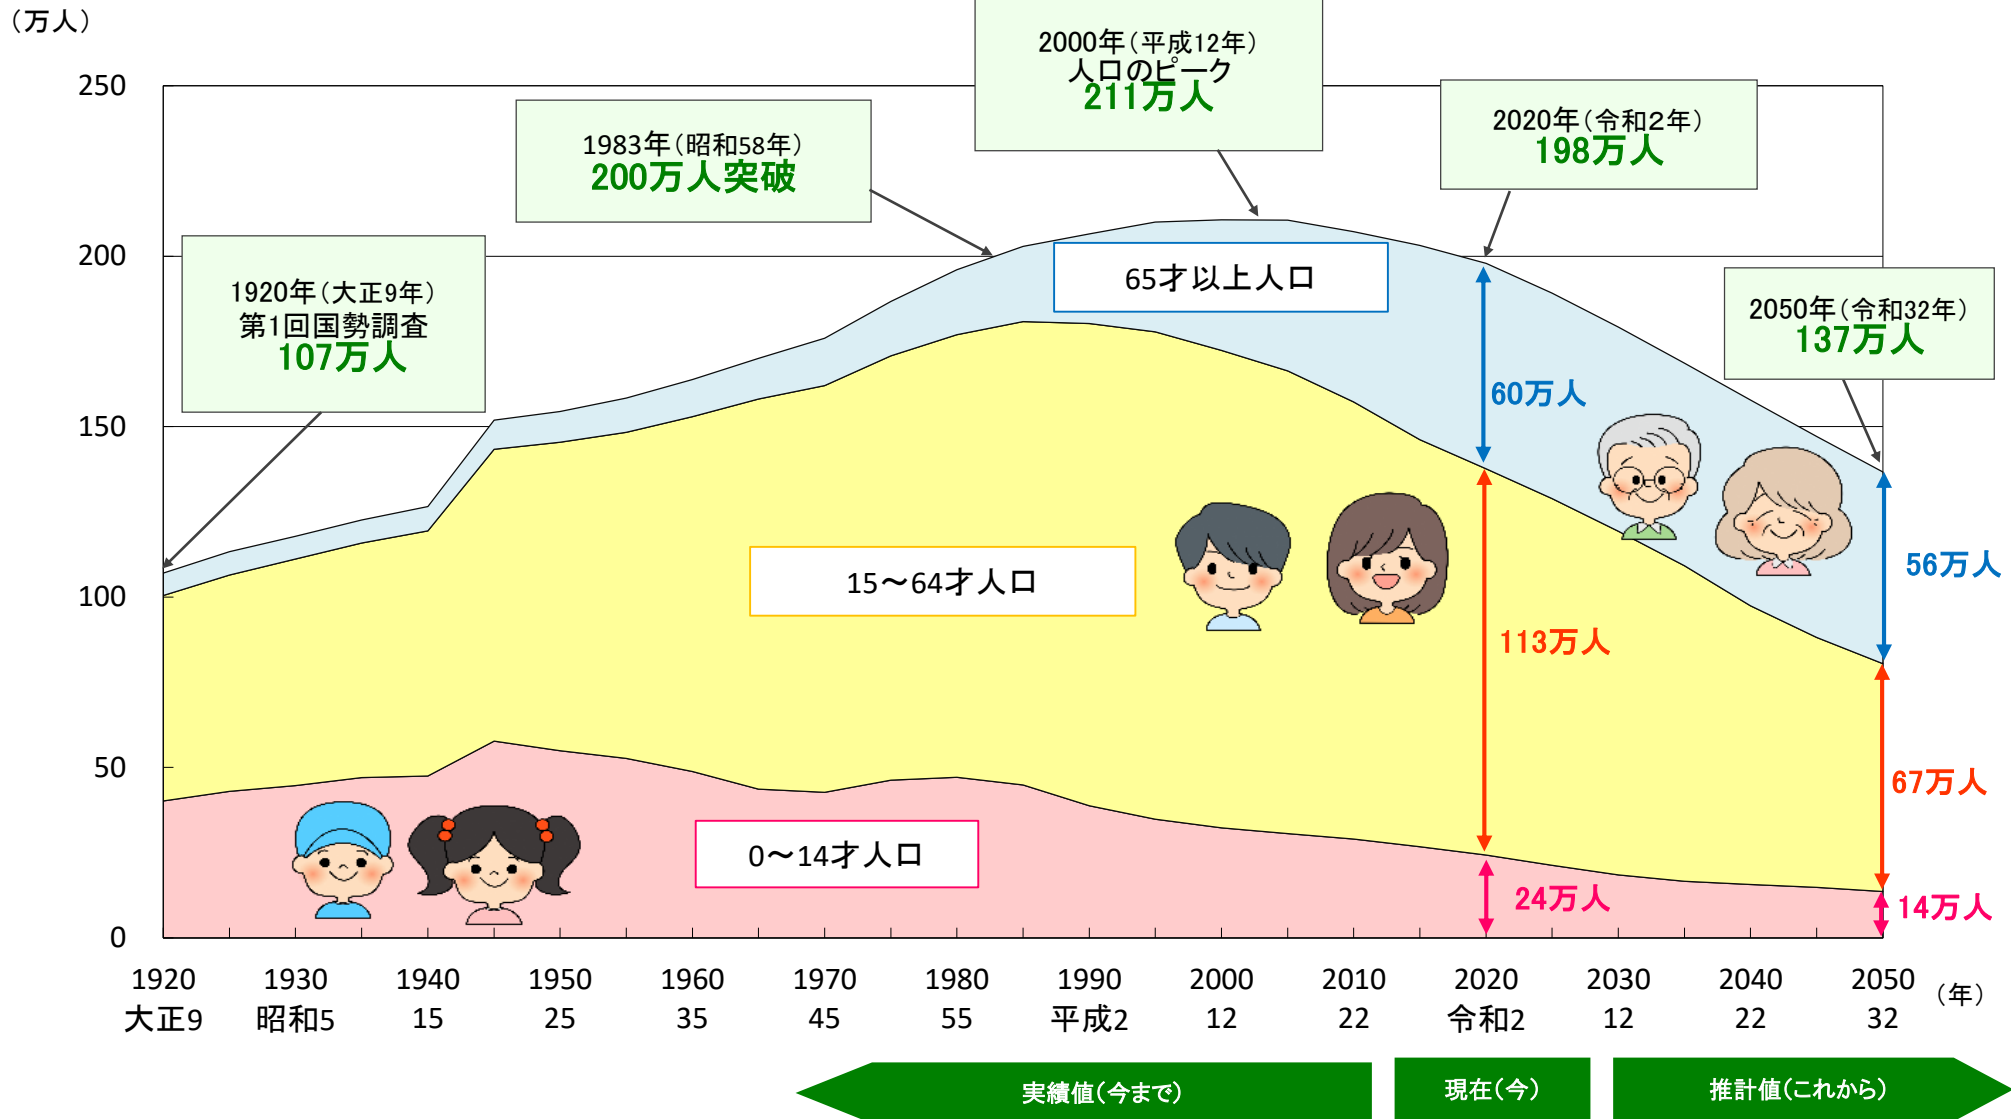 （万人）
2000年（平成12年）
人口のピーク
211万人
250
1983年（昭和58年）
200万人突破
2020年（令和２年）
198万人
200
1920年（大正9年）
第1回国勢調査
107万人
65才以上人口
2050年（令和32年）
137万人
150
60万人
100
15～64才人口
113万人
56万人
50
67万人
0～14才人口
24万人
14万人
0
1920 1930 1940 1950 1960 1970 1980 1990 2000 2010 2020 2030 2040 2050 （年）
大正9 昭和5 15 25 35 45 55 平成2 12 22 令和2 12 22 32
実績値（今まで） 現在（今） 推計値（これから）